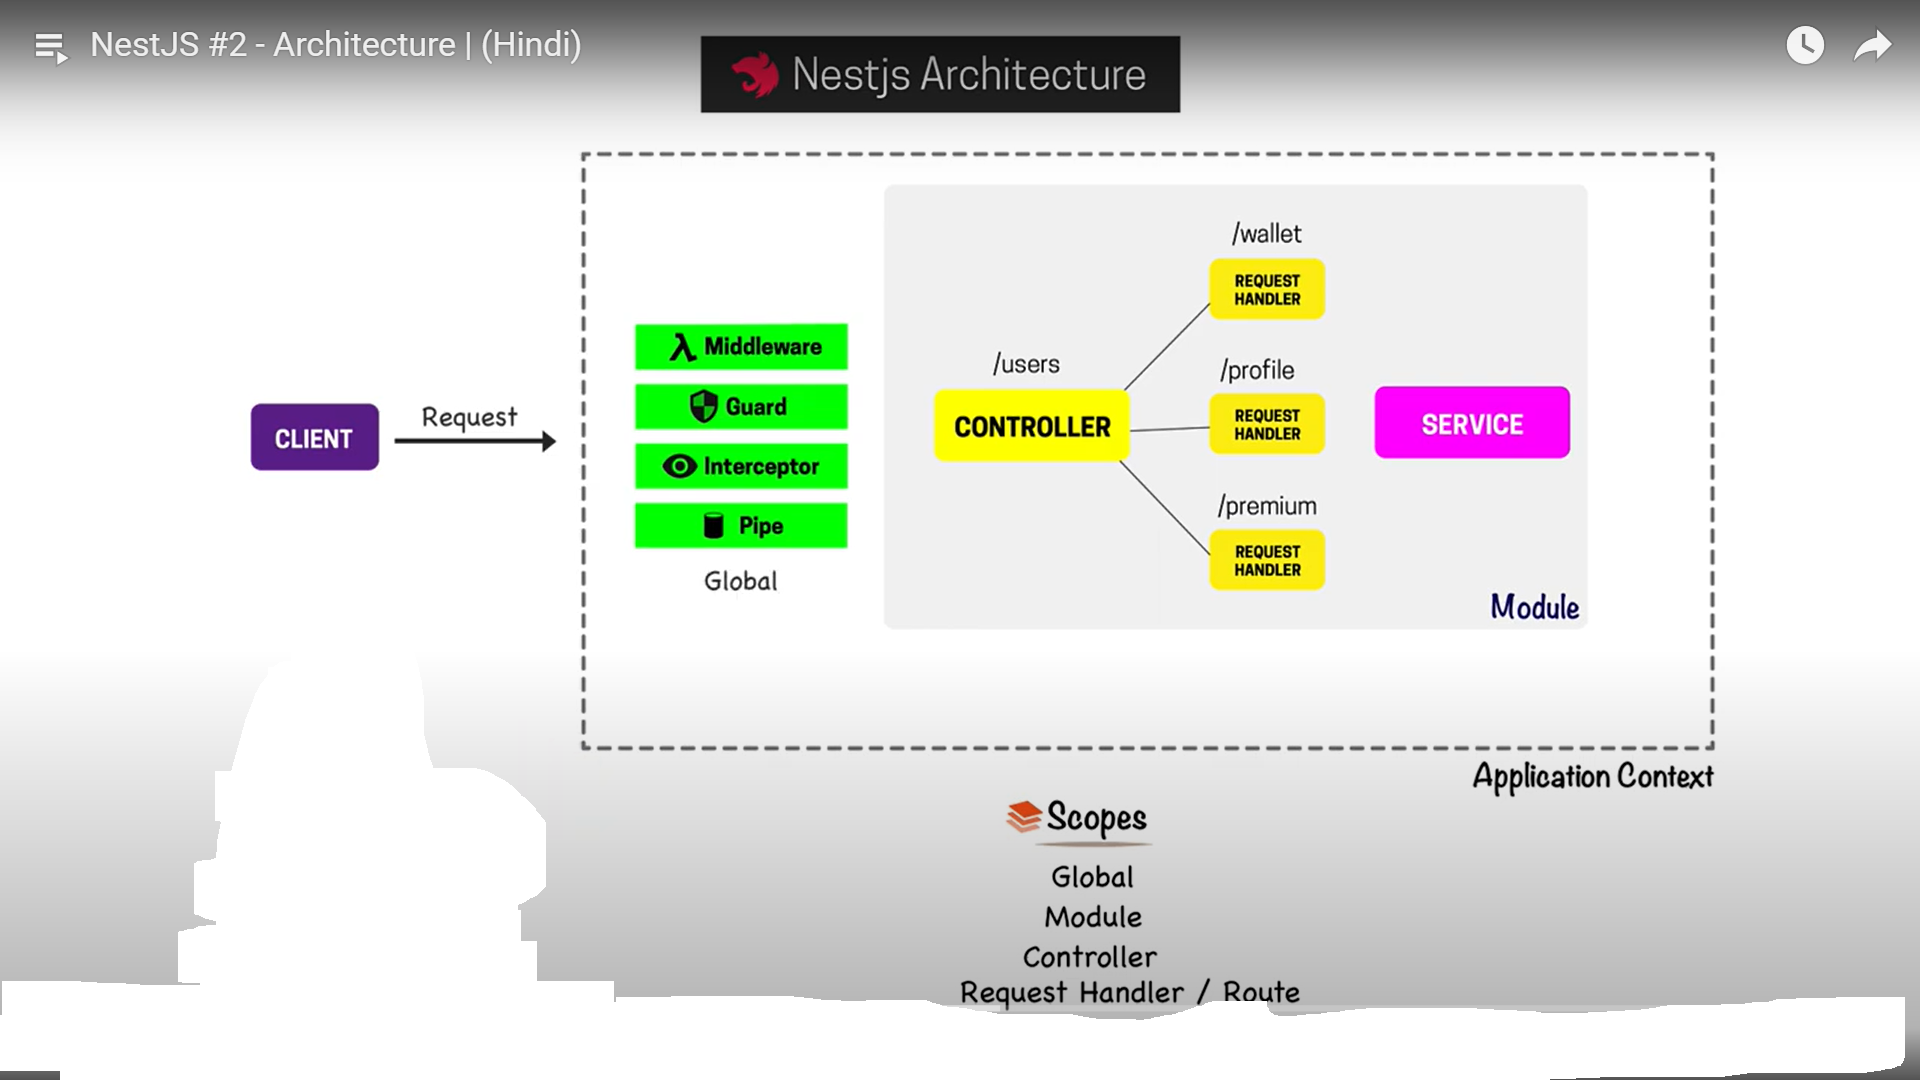 NestJS #2 - Architecture | (Hindi)
Nestjs Architecture
CLIENT
Request
Middleware
Guard
Interceptor
Pipe
Global
/users
CONTROLLER
/wallet
REQUEST
HANDLER
/profile
REQUEST
HANDLER
/premium
REQUEST
HANDLER
SERVICE
Module
Application Context
Scopes
Global
Module
Controller
Request Handler / Route